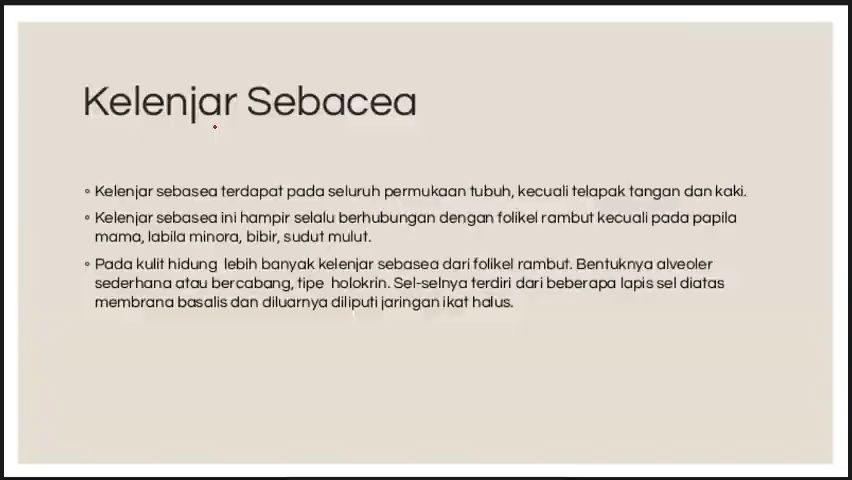 Kelenjar Sebacea
◦ Kelenjar sebasea terdapat pada seluruh permukaan tubuh, kecuali telapak tangan dan kaki.
◦ Kelenjar sebasea ini hampir selalu berhubungan dengan folikel rambut kecuali pada papila
mama, labila minora, bibir, sudut mulut.
◦ Pada kulit hidung lebih banyak kelenjar sebasea dari folikel rambut. Bentuknya alveoler
sederhana atau bercabang, tipe holokrin. Sel-selnya terdiri dari beberapa lapis sel diatas
membrana basalis dan diluarnya diliputi jaringan ikat halus.